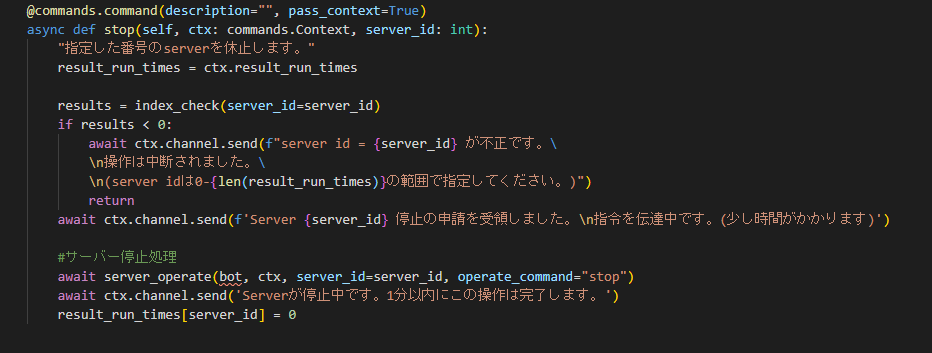 @commands.command(description="", pass_context=True)
async def stop(self, ctx: commands.Context, server_id: int):
    "指定した番号のserverを休止します。"
    result_run_times = ctx.result_run_times

    results = index_check(server_id=server_id)
    if results < 0:
        await ctx.channel.send(f"server id = {server_id} が不正です。\
        \n操作は中断されました。\
        \n(server idは0-{len(result_run_times)}の範囲で指定してください。)")
        return
    await ctx.channel.send(f'Server {server_id} 停止の申請を受領しました。\n指令を伝達中です。(少し時間がかかります)')

    #サーバー停止処理
    await server_operate(bot, ctx, server_id=server_id, operate_command="stop")
    await ctx.channel.send('Serverが停止中です。1分以内にこの操作は完了します。')
    result_run_times[server_id] = 0